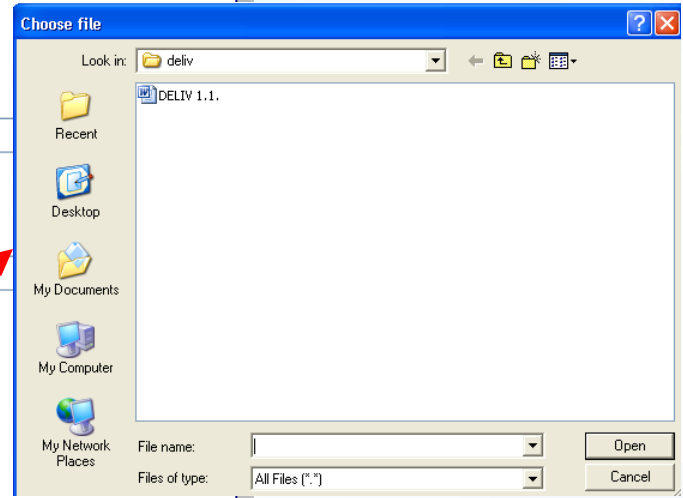 Choose file
Look in: deliv
DELIV 1.1.
Recent
Desktop
My Documents
My Computer
My Network
Places
File name:
Open
Files of type: All Files (*.*)
Cancel